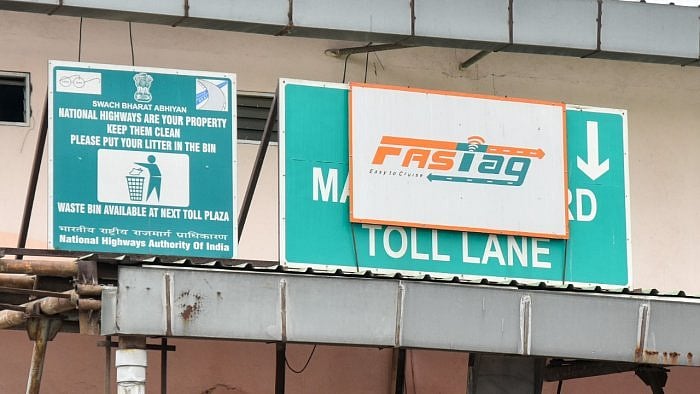 SWACH BHARAT ABHIYAN
NATIONAL HIGHWAYS ARE YOUR PROPERTY
KEEP THEM CLEAN
PLEASE PUT YOUR LITTER IN THE BIN
WASTE BIN AVAILABLE AT NEXT TOLL PLAZA
भारतीय राष्ट्रीय राजमार्ग प्राधिकरण
National Highways Authority Of India
FASTag
Easy to Cruise
TOLL LANE